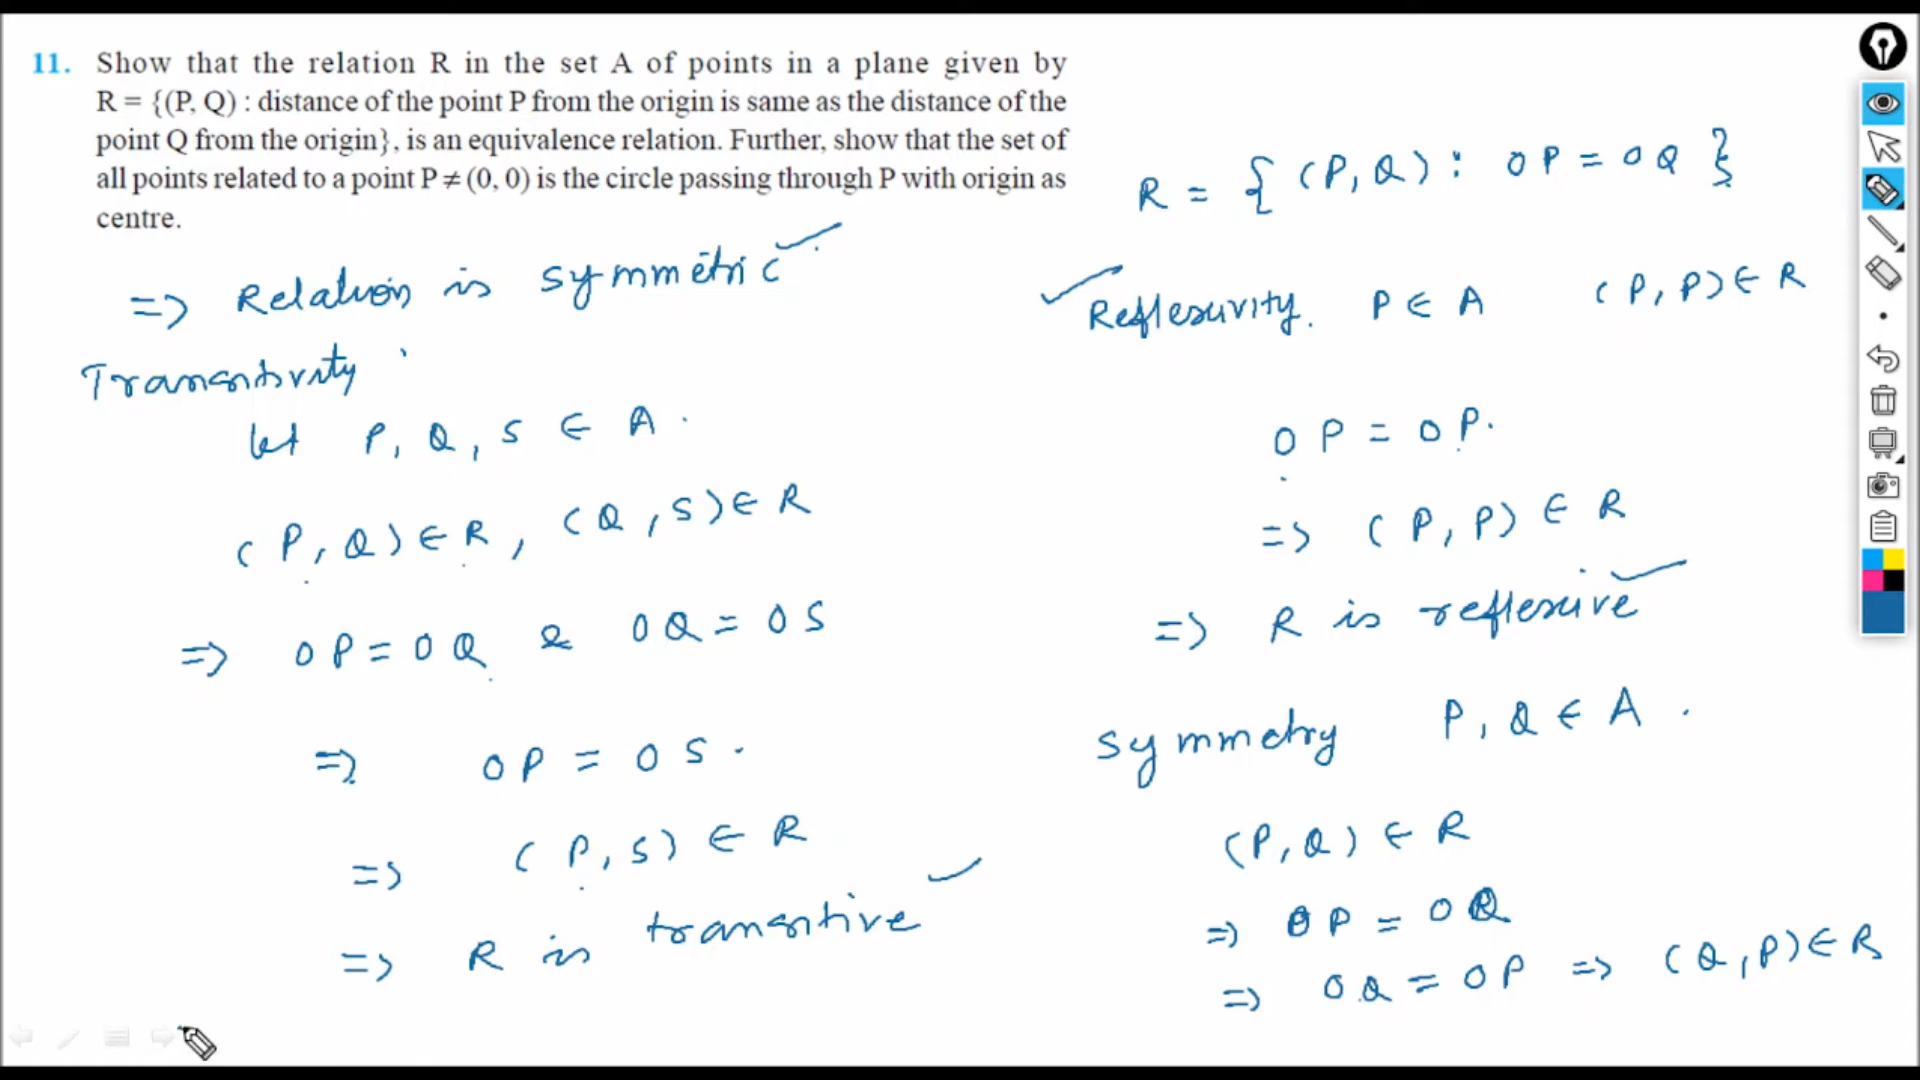 11. Show that the relation R in the set A of points in a plane given by
R = {(P, Q) : distance of the point P from the origin is same as the distance of the
point Q from the origin}, is an equivalence relation. Further, show that the set of
all points related to a point P ≠ (0, 0) is the circle passing through P with origin as
centre.
R = { (P, Q) : OP = OQ }
Reflexivity. P ∈ A (P, P) ∈ R
OP = OP.
=> (P, P) ∈ R
=> R is reflexive
Symmetry P, Q ∈ A .
(P, Q) ∈ R
=> OP = OQ
=> OQ = OP => (Q, P) ∈ R
=> Relation is symmetric
Transitivity
let P, Q, S ∈ A .
(P, Q) ∈ R , (Q, S) ∈ R
=> OP = OQ & OQ = OS
=> OP = OS .
=> (P, S) ∈ R
=> R is transitive